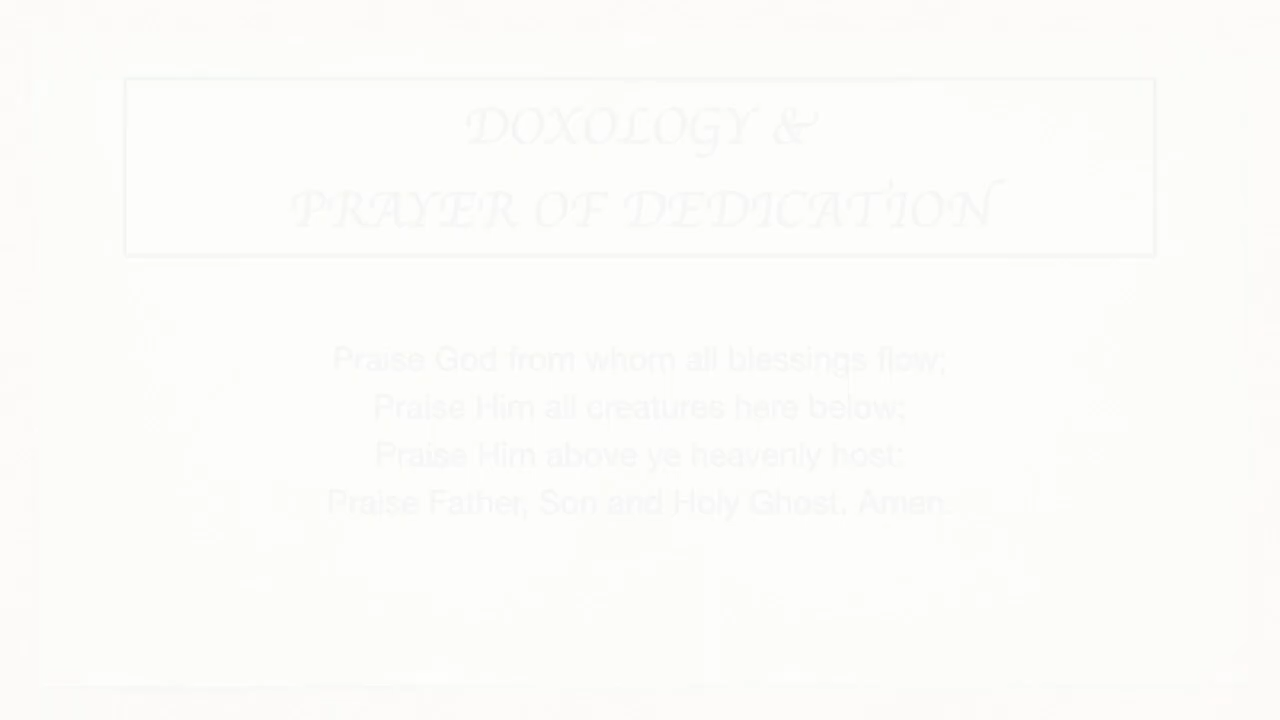 DOXOLOGY &
PRAYER OF DEDICATION
Praise God from whom all blessings flow;
Praise Him all creatures here below;
Praise Him above ye heavenly host:
Praise Father, Son and Holy Ghost. Amen.